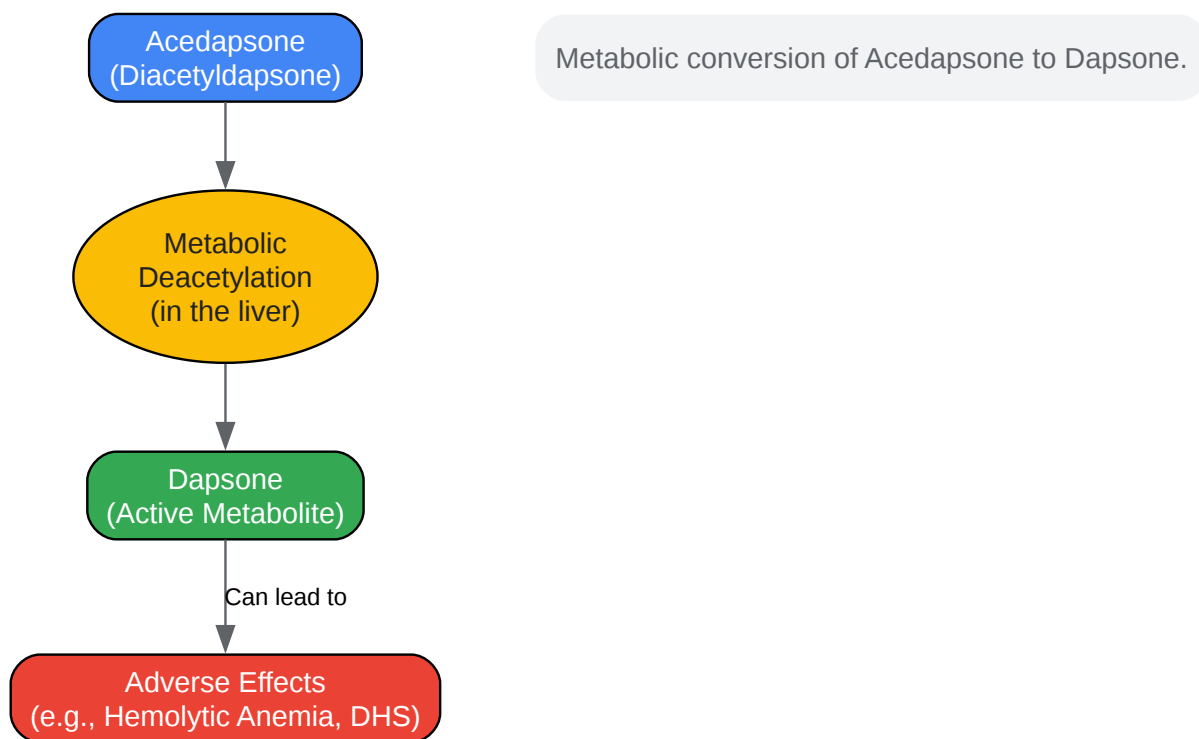 Acedapsone
(Diacetyldapsone)
Metabolic conversion of Acedapsone to Dapsone.
Metabolic
Deacetylation
(in the liver)
Dapsone
(Active Metabolite)
Can lead to
Adverse Effects
(e.g., Hemolytic Anemia, DHS)